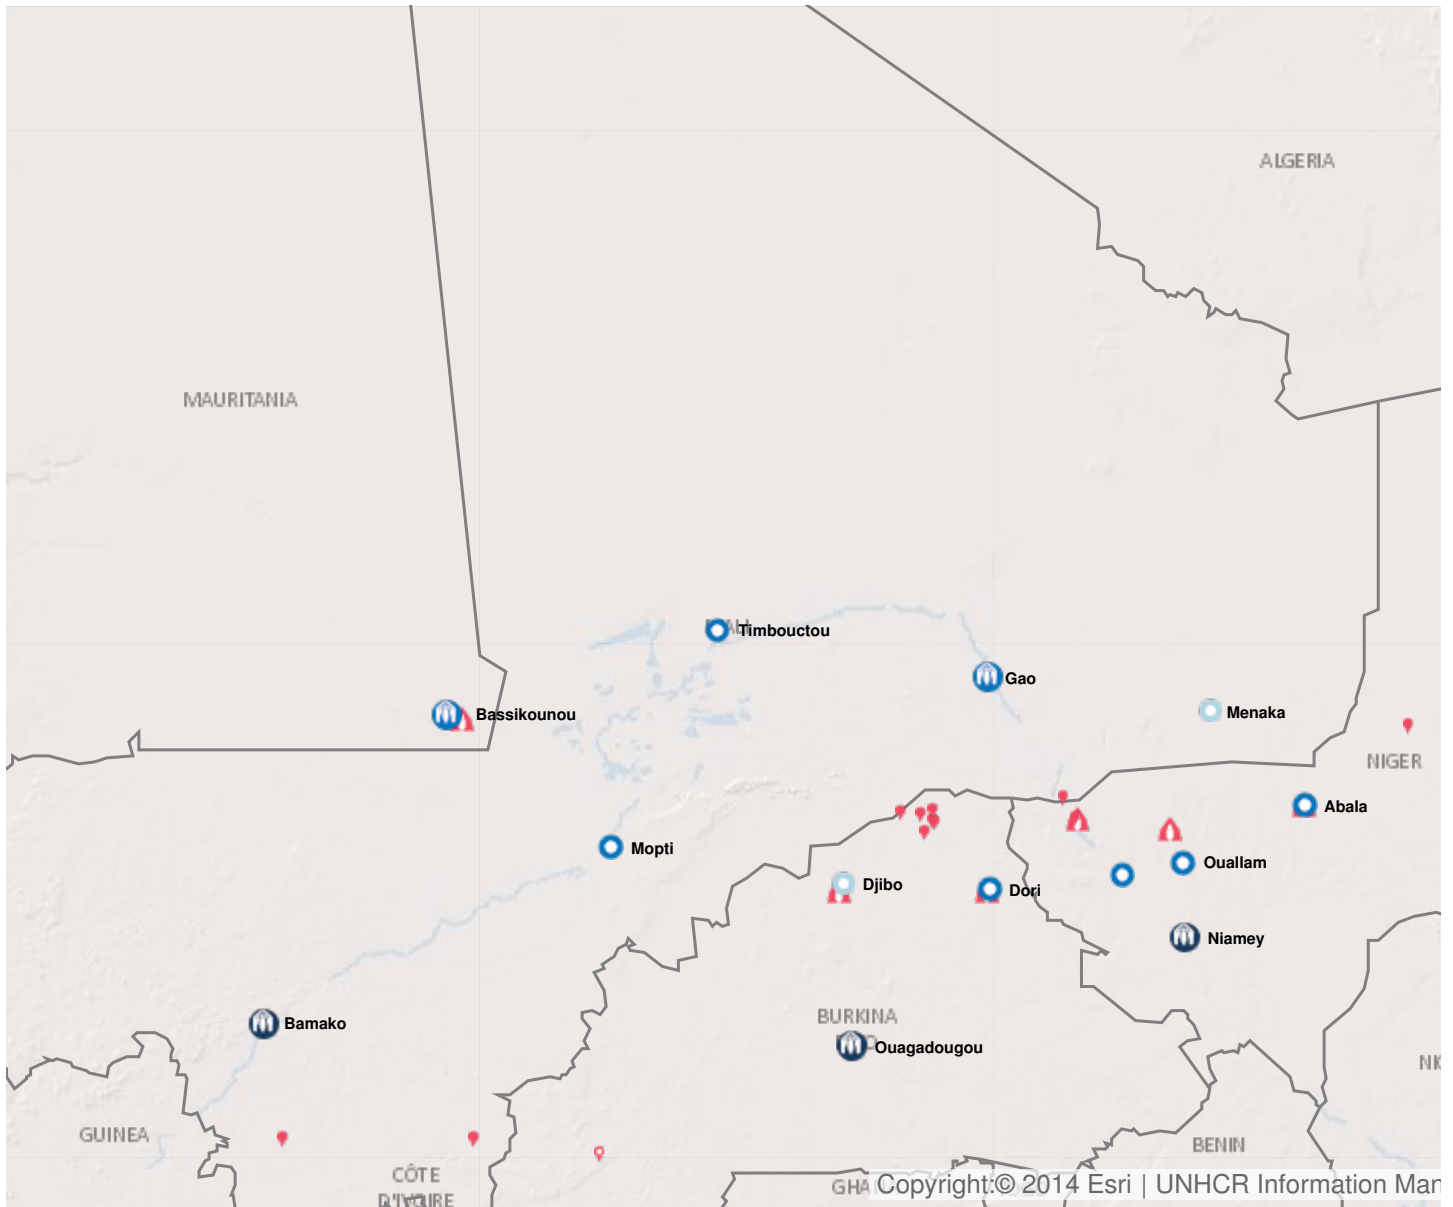 ALGERIA
MAURITANIA
Timbouctou
Gao
Menaka
Bassikounou
NIGER
Abala
Mopti
Ouallam
Djibo
Dori
Niamey
BURKINA
Bamako
Ouagadougou
GUINEA
BENIN
CÔTE
D'IVOIRE
Copyright:© 2014 Esri | UNHCR Information Man